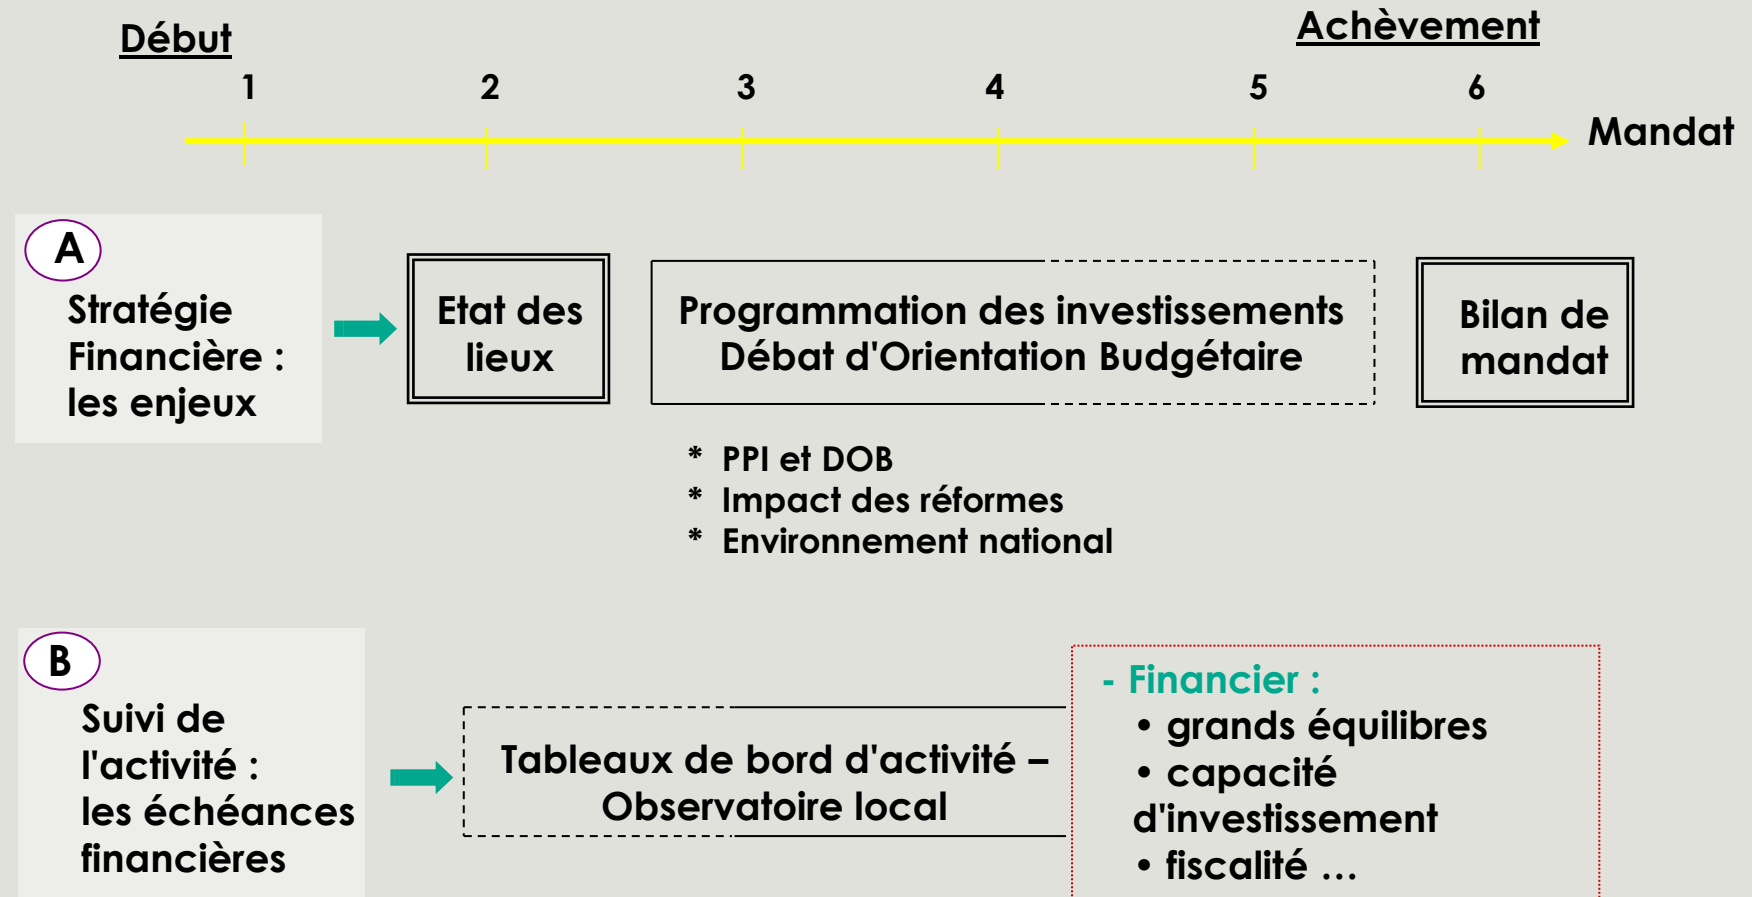 Début
Achèvement
1 2 3 4 5 6
Mandat
A
Stratégie
Financière :
les enjeux
Etat des
lieux
Programmation des investissements
Débat d'Orientation Budgétaire
Bilan de
mandat
* PPI et DOB
* Impact des réformes
* Environnement national
B
Suivi de
l'activité :
les échéances
financières
Tableaux de bord d'activité –
Observatoire local
- Financier :
• grands équilibres
• capacité
d'investissement
• fiscalité ...